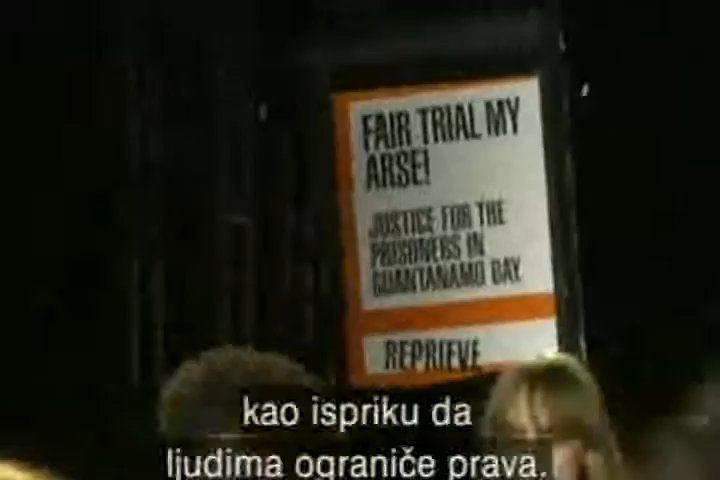 FAIR TRIAL MY
ARSE!
JUSTICE FOR THE
PRISONERS IN
GUANTANAMO BAY
REPRIEVE
kao ispriku da
ljudima ograniče prava.